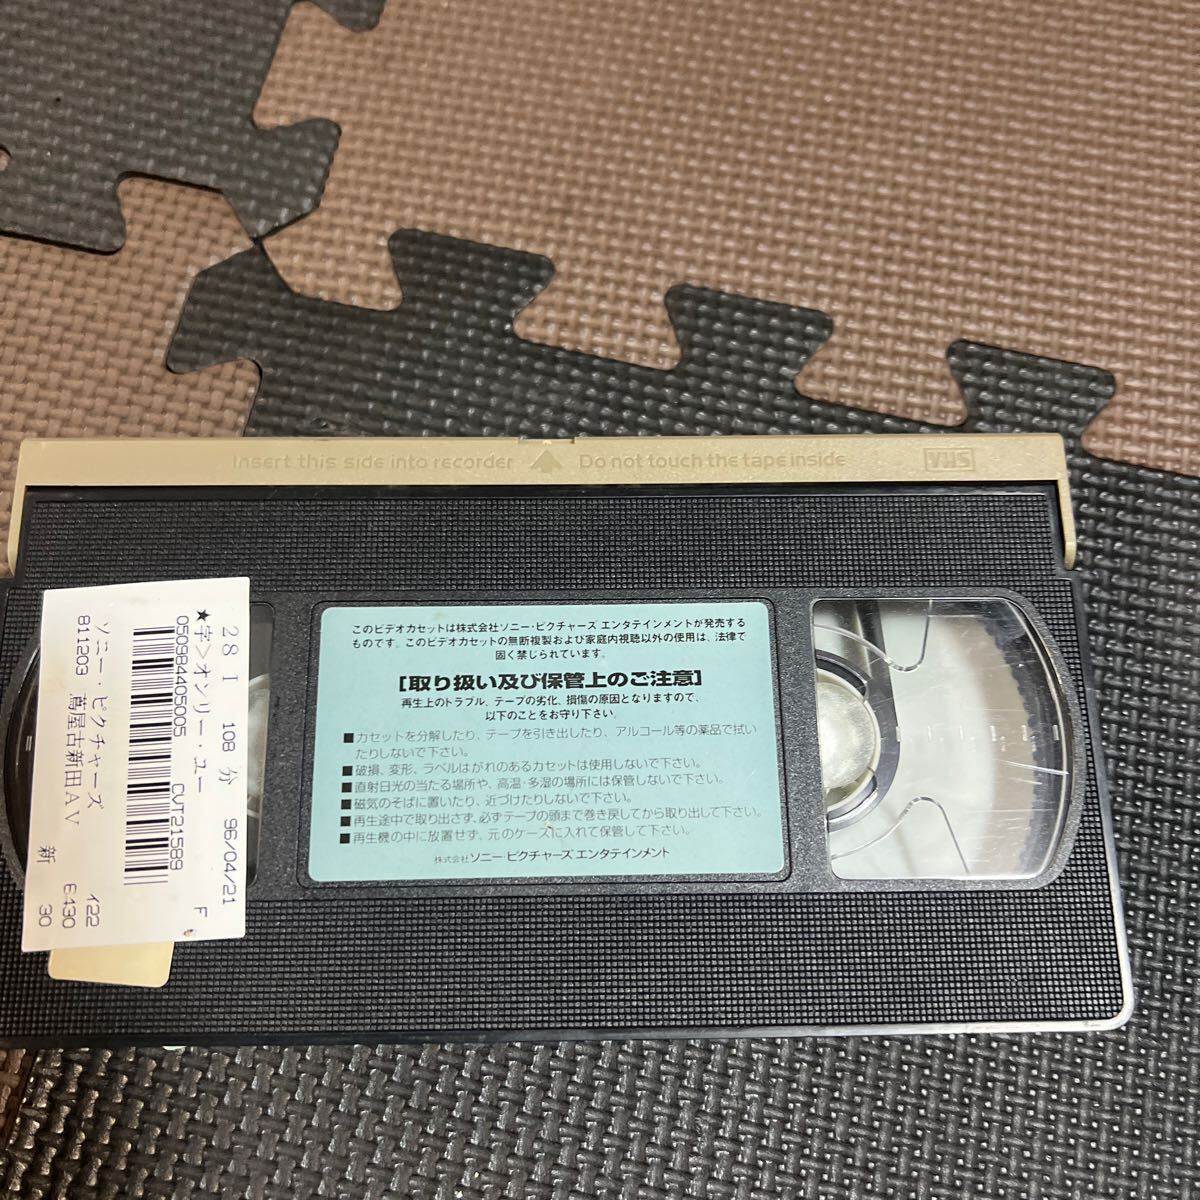 Insert this side into recorder Do not touch the tape inside VHS
このビデオカセットは株式会社ソニー・ピクチャーズ エンタテインメントが発売する
ものです。このビデオカセットの無断複製および家庭内視聴以外の使用は、法律で
固く禁じられています。
【取り扱い及び保管上のご注意】
再生上のトラブル、テープの劣化、損傷の原因となりますので、
以下のことをお守り下さい。
■カセットを分解したり、テープを引き出したり、アルコール等の薬品で拭い
たりしないで下さい。
■破損、変形、ラベルはがれのあるカセットは使用しないで下さい。
■直射日光の当たる場所や、高温・多湿の場所には保管しないで下さい。
■磁気のそばに置いたり、近づけたりしないで下さい。
■再生途中で取り出さず、必ずテープの頭まで巻き戻してから取り出して下さい。
■再生機の中に放置せず、元のケースに入れて保管して下さい。
株式会社ソニー・ピクチャーズ エンタテインメント
281 108分 96/04/21
★字>オンリー・ユー F
050984405005 CVT21589
ソニー・ピクチャーズ イ22
811203 蔦屋古新田AV 新 30